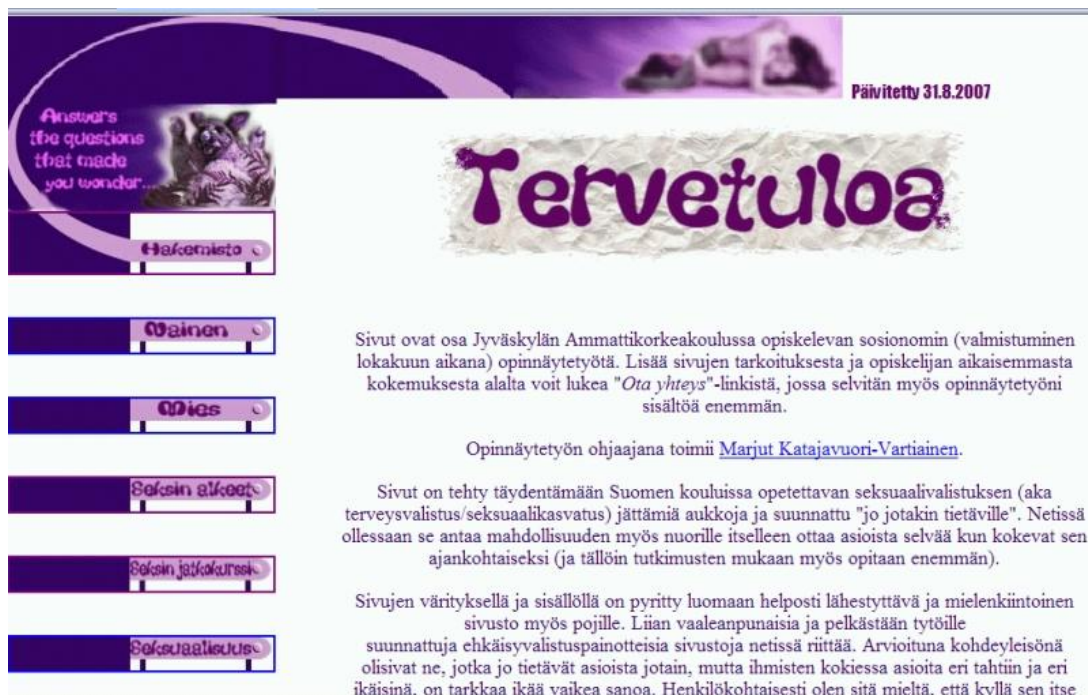 Päivitetty 31.8.2007
Answers
the questions
that made
you wonder...
Tervetuloa
Hakemisto
Nainen
Mies
Seksin alkeet
Seksin jatkokurssi
Seksuaalisuus
Sivut ovat osa Jyväskylän Ammattikorkeakoulussa opiskelevan sosionomin (valmistuminen
lokakuun aikana) opinnäytetyötä. Lisää sivujen tarkoituksesta ja opiskelijan aikaisemmasta
kokemuksesta alalta voit lukea "Ota yhteys"-linkistä, jossa selvitän myös opinnäytetyöni
sisältöä enemmän.
Opinnäytetyön ohjaajana toimii Marjut Katajavuori-Vartiainen.
Sivut on tehty täydentämään Suomen kouluissa opetettavan seksuaalivalistuksen (aka
terveysvalistus/seksuaalikasvatus) jättämiä aukkoja ja suunnattu "jo jotakin tietäville". Netissä
ollessaan se antaa mahdollisuuden myös nuorille itselleen ottaa asioista selvää kun kokevat sen
ajankohtaiseksi (ja tällöin tutkimusten mukaan myös opitaan enemmän).
Sivujen värityksellä ja sisällöllä on pyritty luomaan helposti lähestyttävä ja mielenkiintoinen
sivusto myös pojille. Liian vaaleanpunaisia ja pelkästään tytöille
suunnattuja ehkäisyvalistuspainotteisia sivustoja netissä riittää. Arvioituna kohdeyleisönä
olisivat ne, jotka jo tietävät asioista jotain, mutta ihmisten kokiessa asioita eri tahtiin ja eri
ikäisinä, on tarkkaa ikää vaikea sanoa. Henkilökohtaisesti olen sitä mieltä, että kyllä sen itse